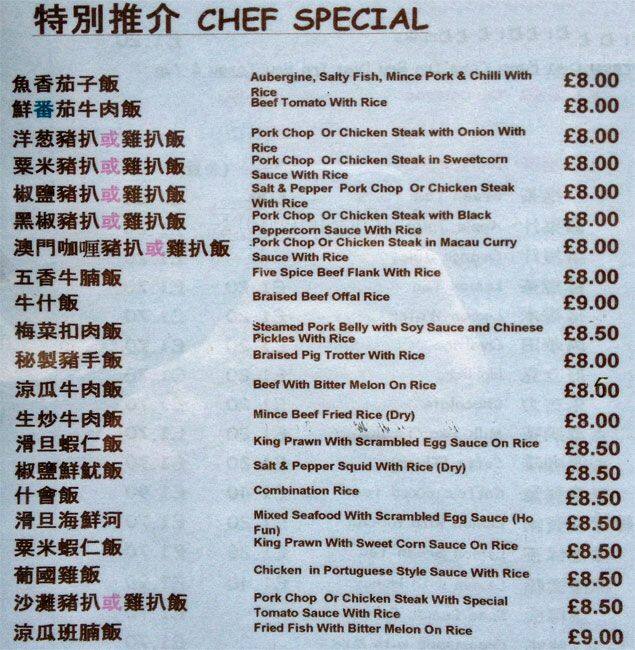 特別推介 CHEF SPECIAL
魚香茄子飯 Aubergine, Salty Fish, Mince Pork & Chilli With Rice £8.00
鮮番茄牛肉飯 Beef Tomato With Rice £8.00
洋葱豬扒或雞扒飯 Pork Chop Or Chicken Steak with Onion With Rice £8.00
粟米豬扒或雞扒飯 Pork Chop Or Chicken Steak in Sweetcorn Sauce With Rice £8.00
椒鹽豬扒或雞扒飯 Salt & Pepper Pork Chop Or Chicken Steak With Rice £8.00
黑椒豬扒或雞扒飯 Pork Chop Or Chicken Steak with Black Peppercorn Sauce With Rice £8.00
澳門咖喱豬扒或雞扒飯 Pork Chop Or Chicken Steak in Macau Curry Sauce With Rice £8.00
五香牛腩飯 Five Spice Beef Flank With Rice £8.00
牛什飯 Braised Beef Offal Rice £9.00
梅菜扣肉飯 Steamed Pork Belly with Soy Sauce and Chinese Pickles With Rice £8.50
秘製豬手飯 Braised Pig Trotter With Rice £8.00
涼瓜牛肉飯 Beef With Bitter Melon On Rice
生炒牛肉飯 Mince Beef Fried Rice (Dry) £8.00
滑旦蝦仁飯 King Prawn With Scrambled Egg Sauce On Rice £8.50
椒鹽鮮魷飯 Salt & Pepper Squid With Rice (Dry) £8.50
什會飯 Combination Rice £8.50
滑旦海鮮河 Mixed Seafood With Scrambled Egg Sauce (Ho Fun) £8.50
粟米蝦仁飯 King Prawn With Sweet Corn Sauce On Rice £8.50
葡國雞飯 Chicken in Portuguese Style Sauce With Rice £8.50
沙灘豬扒或雞扒飯 Pork Chop Or Chicken Steak With Special Tomato Sauce With Rice £8.50
涼瓜班腩飯 Fried Fish With Bitter Melon On Rice £9.00